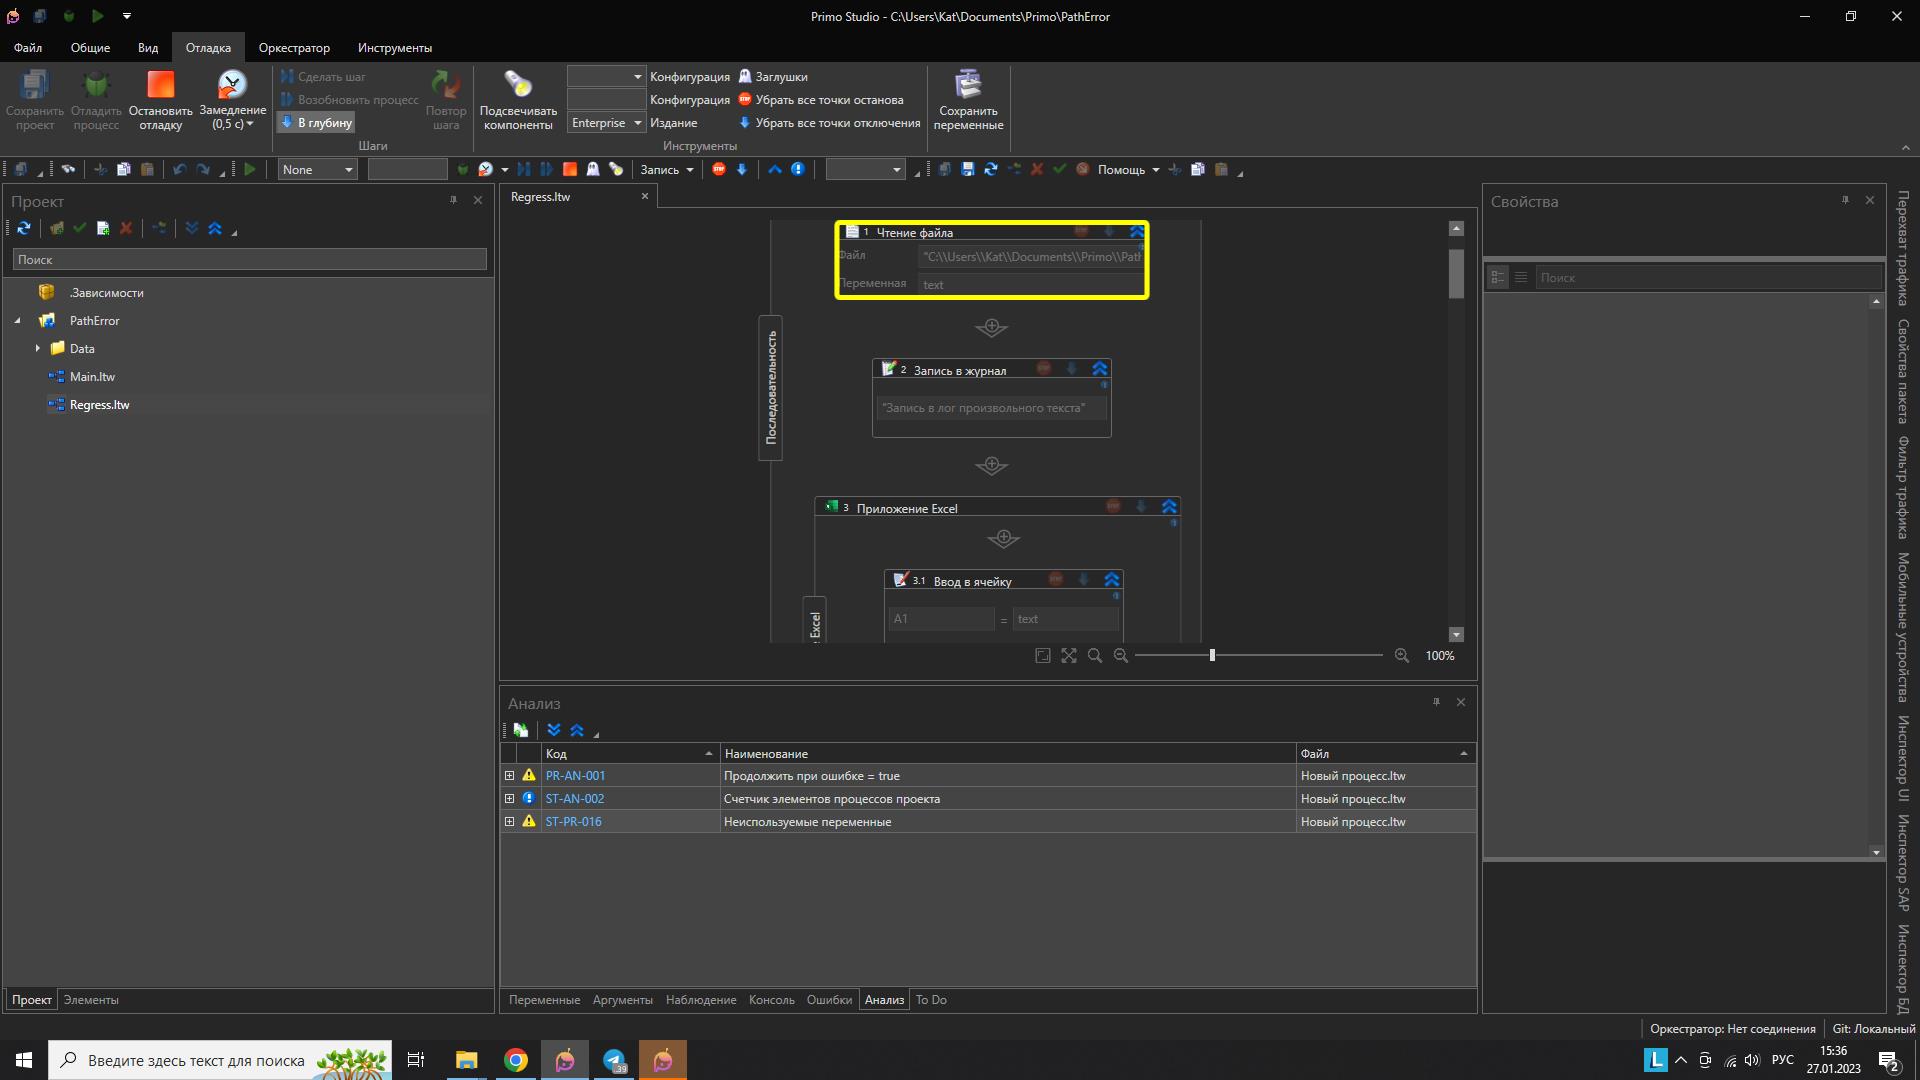 Primo Studio - C:\Users\Kat\Documents\Primo\PathError
Файл
Общие
Вид
Отладка
Оркестратор
Инструменты
Сохранить проект
Отладить процесс
Остановить отладку
Замедление (0,5 с)
Сделать шаг
Возобновить процесс
В глубину
Повтор шага
Шаги
Подсвечивать компоненты
Конфигурация
Конфигурация
Enterprise
Издание
Заглушки
Убрать все точки останова
Убрать все точки отключения
Инструменты
Сохранить переменные
None
Запись
Помощь
Проект
Поиск
.Зависимости
PathError
Data
Main.ltw
Regress.ltw
Проект
Элементы
Regress.ltw
1 Чтение файла
Файл "C:\\Users\\Kat\\Documents\\Primo\\Path
Переменная text
Последовательность
2 Запись в журнал
"Запись в лог произвольного текста"
3 Приложение Excel
3.1 Ввод в ячейку
A1 = text
е Excel
100%
Анализ
Код Наименование Файл
PR-AN-001 Продолжить при ошибке = true Новый процесс.ltw
ST-AN-002 Счетчик элементов процессов проекта Новый процесс.ltw
ST-PR-016 Неиспользуемые переменные Новый процесс.ltw
Переменные
Аргументы
Наблюдение
Консоль
Ошибки
Анализ
To Do
Свойства
Поиск
Перехват трафика
Свойства пакета
Фильтр трафика
Мобильные устройства
Инспектор UI
Инспектор SAP
Инспектор БД
Оркестратор: Нет соединения
Git: Локальный
Введите здесь текст для поиска
39
L
РУС
15:36
27.01.2023
2